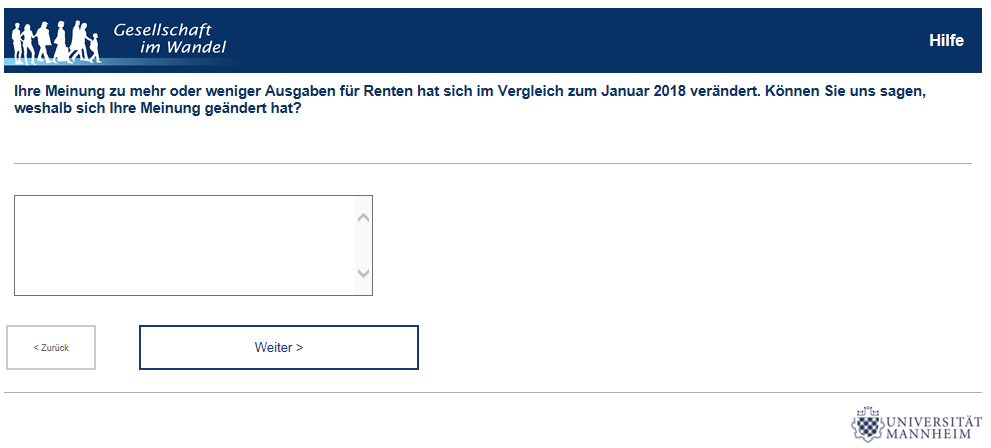 Gesellschaft
im Wandel
Hilfe
Ihre Meinung zu mehr oder weniger Ausgaben für Renten hat sich im Vergleich zum Januar 2018 verändert. Können Sie uns sagen,
weshalb sich Ihre Meinung geändert hat?
< Zurück
Weiter >
UNIVERSITÄT
MANNHEIM